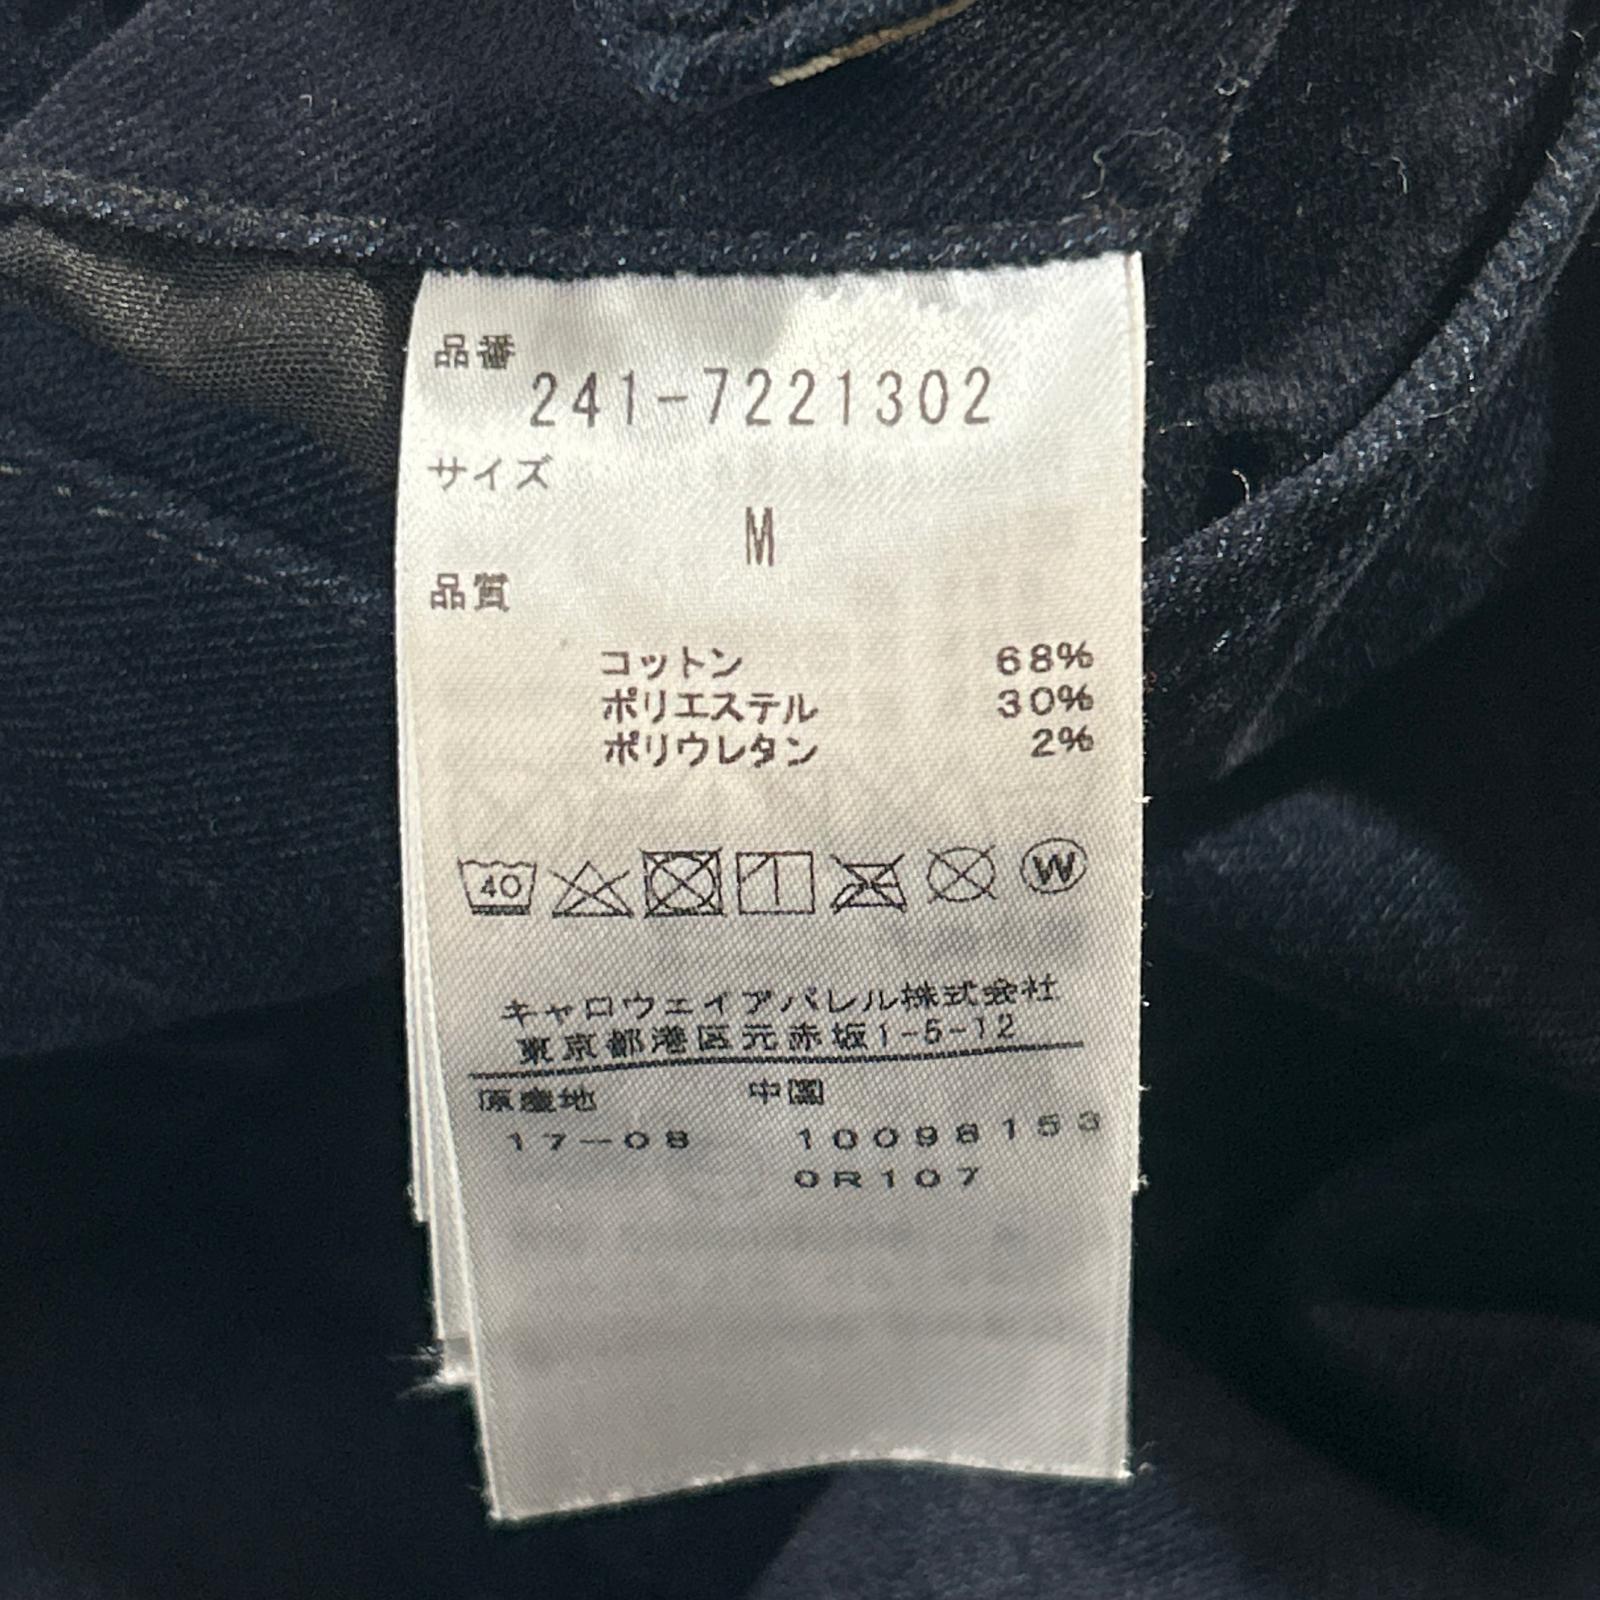 品番
241-7221302
サイズ
M
品質
コットン 68%
ポリエステル 30%
ポリウレタン 2%
40 W
キャロウェイアパレル株式会社
東京都港区元赤坂1-5-12
原産地 中国
17-08 10098153
0R107